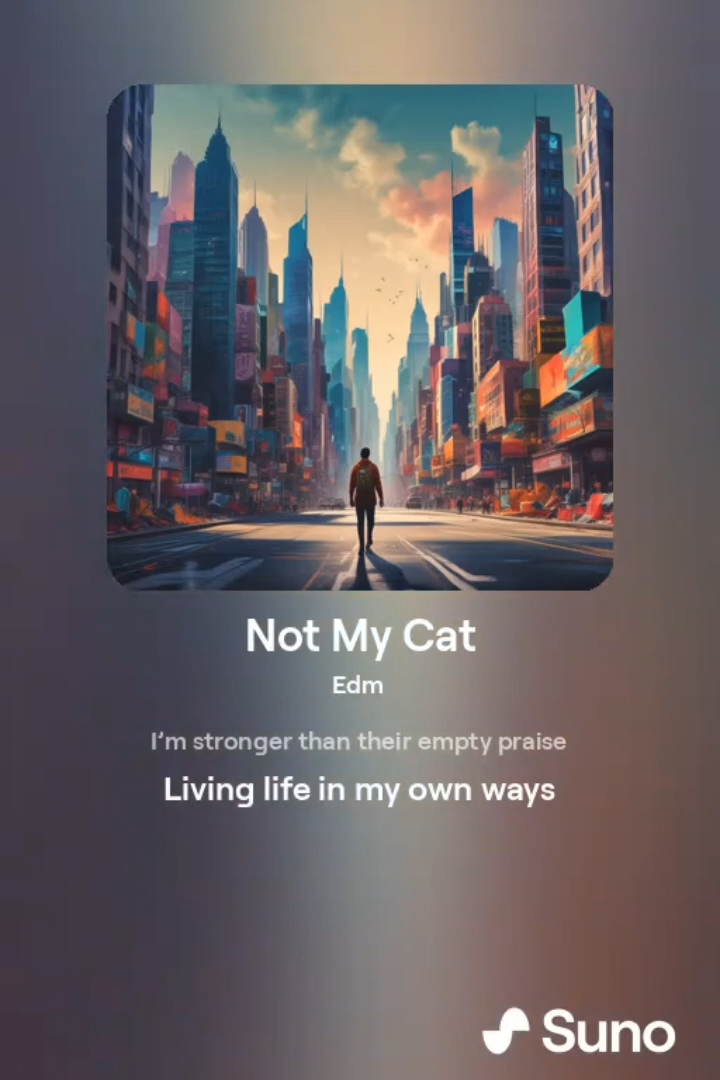 Not My Cat
Edm
I’m stronger than their empty praise
Living life in my own ways
Suno